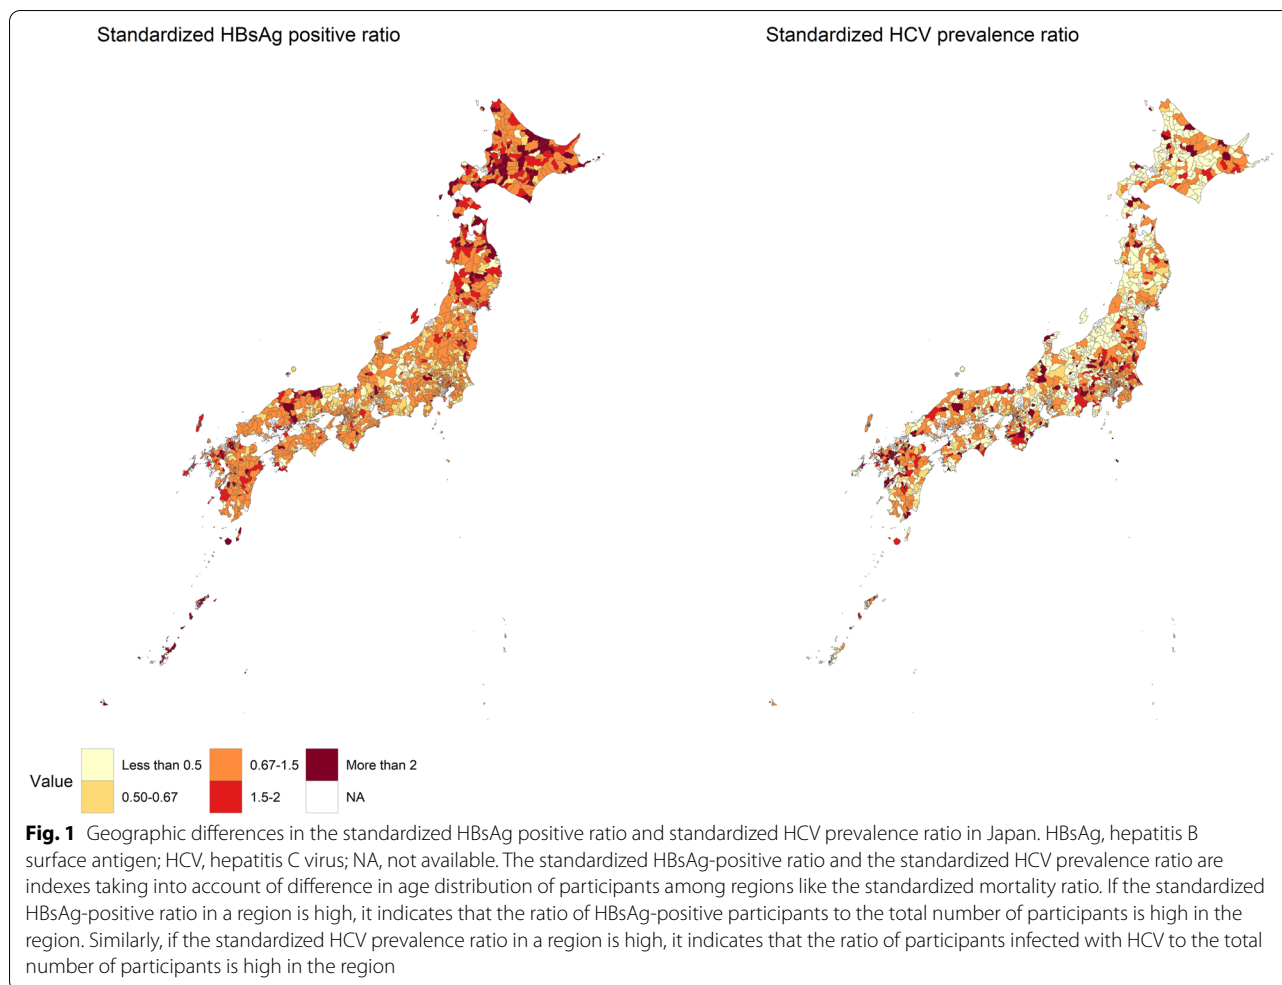 Standardized HBsAg positive ratio
Standardized HCV prevalence ratio
Value
Less than 0.5
0.67-1.5
More than 2
0.50-0.67
1.5-2
NA
Fig. 1 Geographic differences in the standardized HBsAg positive ratio and standardized HCV prevalence ratio in Japan. HBsAg, hepatitis B
surface antigen; HCV, hepatitis C virus; NA, not available. The standardized HBsAg-positive ratio and the standardized HCV prevalence ratio are
indexes taking into account of difference in age distribution of participants among regions like the standardized mortality ratio. If the standardized
HBsAg-positive ratio in a region is high, it indicates that the ratio of HBsAg-positive participants to the total number of participants is high in the
region. Similarly, if the standardized HCV prevalence ratio in a region is high, it indicates that the ratio of participants infected with HCV to the total
number of participants is high in the region